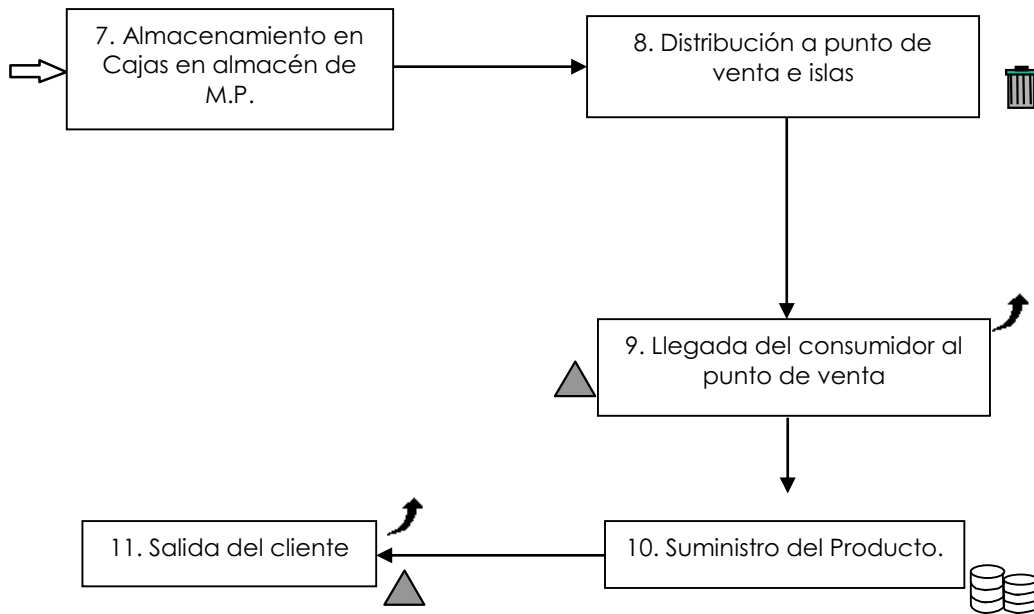 7. Almacenamiento en
Cajas en almacén de
M.P.
8. Distribución a punto de
venta e islas
9. Llegada del consumidor al
punto de venta
10. Suministro del Producto.
11. Salida del cliente